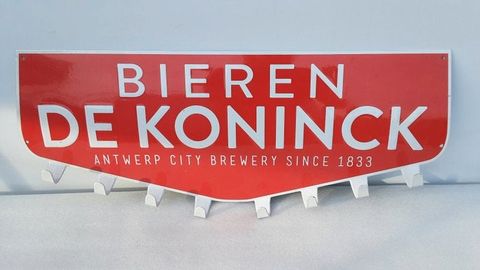 BIEREN
DE KONINCK
ANTWERP CITY BREWERY SINCE 1833